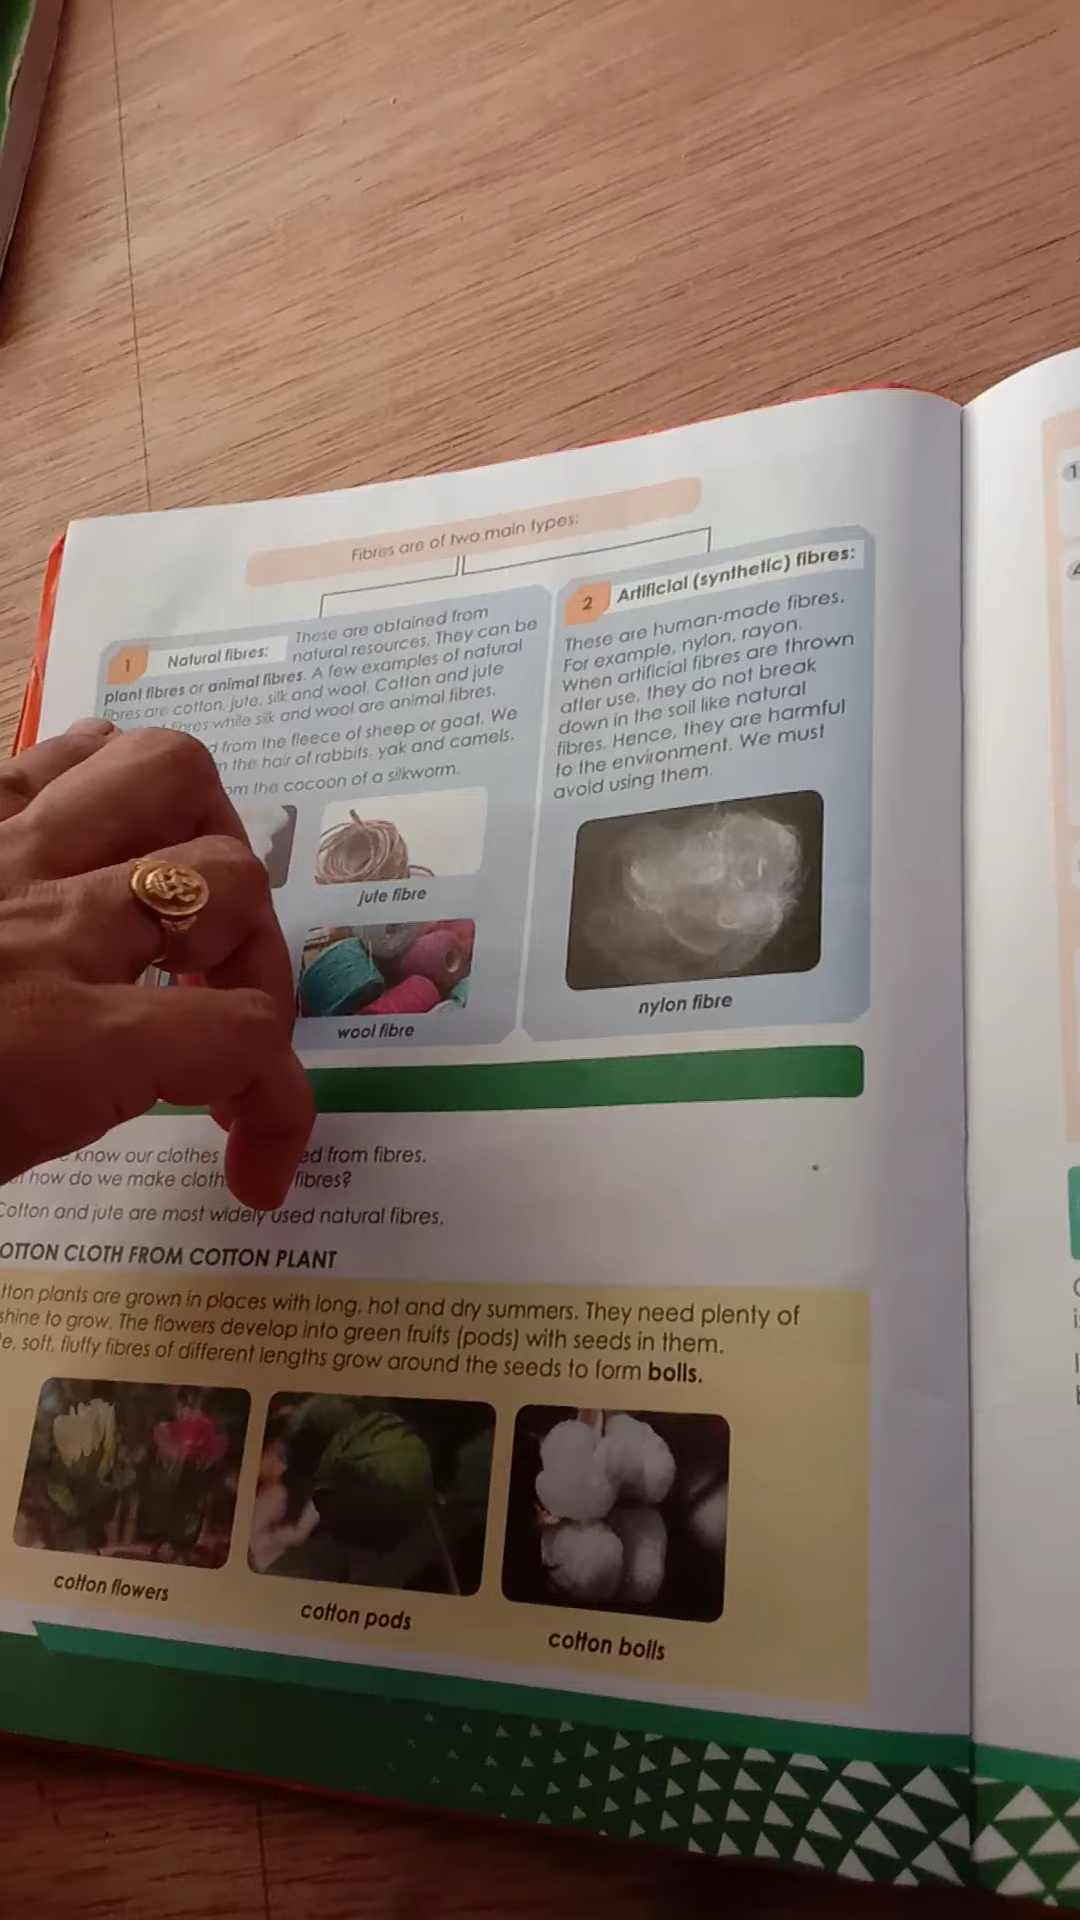 Fibres are of two main types:
1 Natural fibres: These are obtained from
natural resources. They can be
plant fibres or animal fibres. A few examples of natural
fibres are cotton, jute, silk and wool. Cotton and jute
fibres while silk and wool are animal fibres.
from the fleece of sheep or goat. We
the hair of rabbits, yak and camels.
the cocoon of a silkworm.
jute fibre
wool fibre
2 Artificial (synthetic) fibres:
These are human-made fibres.
For example, nylon, rayon.
When artificial fibres are thrown
after use, they do not break
down in the soil like natural
fibres. Hence, they are harmful
to the environment. We must
avoid using them.
nylon fibre
know our clothes from fibres.
how do we make cloth fibres?
Cotton and jute are most widely used natural fibres.
COTTON CLOTH FROM COTTON PLANT
plants are grown in places with long, hot and dry summers. They need plenty of
to grow. The flowers develop into green fruits (pods) with seeds in them.
soft, fluffy fibres of different lengths grow around the seeds to form bolls.
cotton flowers
cotton pods
cotton bolls
1